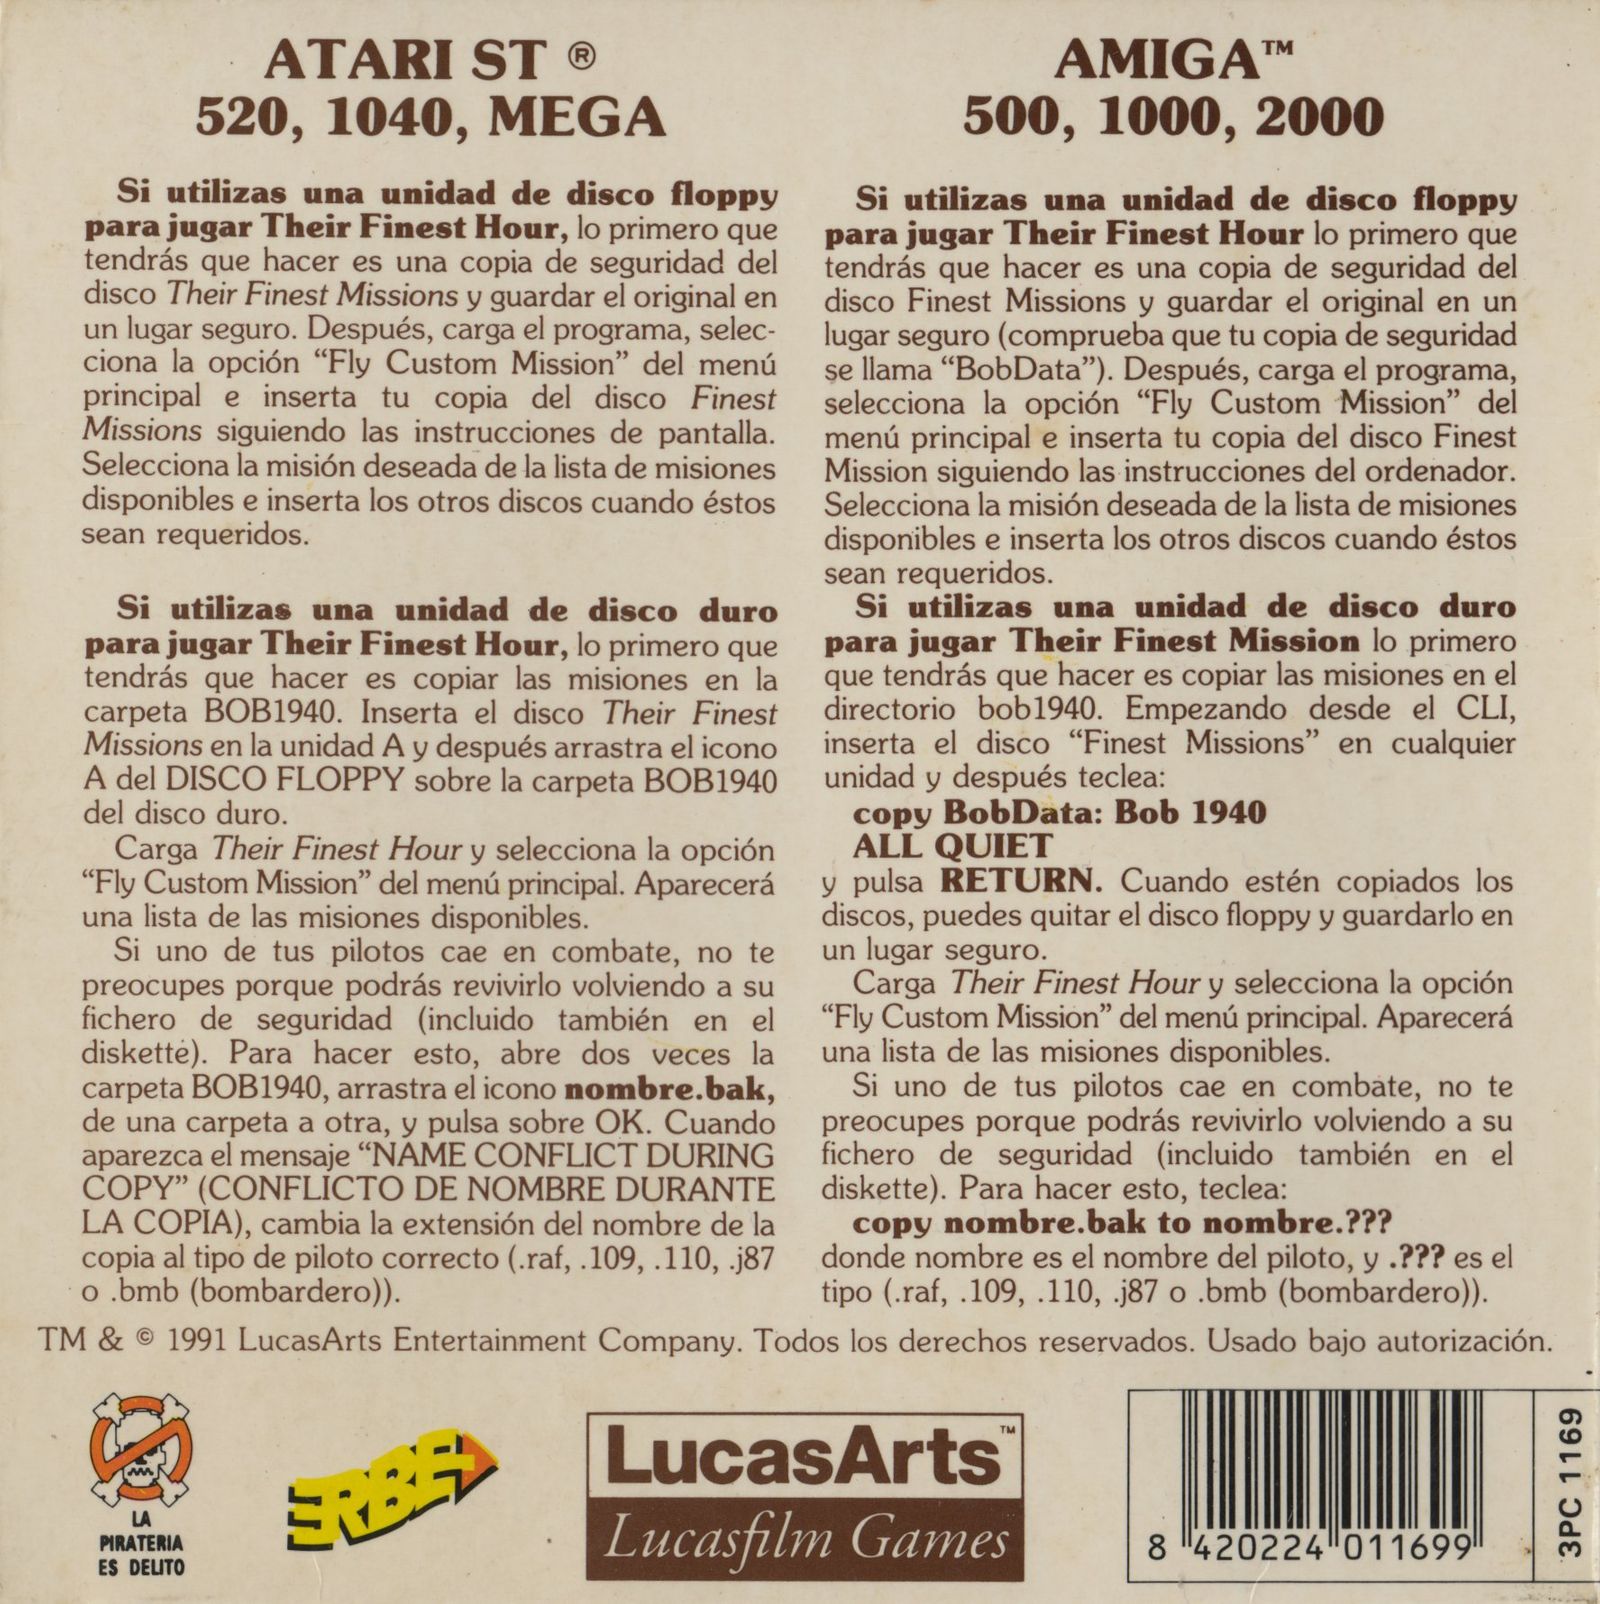 ATARI ST ®
520, 1040, MEGA
Si utilizas una unidad de disco floppy
para jugar Their Finest Hour, lo primero que
tendrás que hacer es una copia de seguridad del
disco Their Finest Missions y guardar el original en
un lugar seguro. Después, carga el programa, selec-
ciona la opción “Fly Custom Mission” del menú
principal e inserta tu copia del disco Finest
Missions siguiendo las instrucciones de pantalla.
Selecciona la misión deseada de la lista de misiones
disponibles e inserta los otros discos cuando éstos
sean requeridos.
Si utilizas una unidad de disco duro
para jugar Their Finest Hour, lo primero que
tendrás que hacer es copiar las misiones en la
carpeta BOB1940. Inserta el disco Their Finest
Missions en la unidad A y después arrastra el icono
A del DISCO FLOPPY sobre la carpeta BOB1940
del disco duro.
Carga Their Finest Hour y selecciona la opción
“Fly Custom Mission” del menú principal. Aparecerá
una lista de las misiones disponibles.
Si uno de tus pilotos cae en combate, no te
preocupes porque podrás revivirlo volviendo a su
fichero de seguridad (incluido también en el
diskette). Para hacer esto, abre dos veces la
carpeta BOB1940, arrastra el icono nombre.bak,
de una carpeta a otra, y pulsa sobre OK. Cuando
aparezca el mensaje “NAME CONFLICT DURING
COPY” (CONFLICTO DE NOMBRE DURANTE
LA COPIA), cambia la extensión del nombre de la
copia al tipo de piloto correcto (.raf, .109, .110, .j87
o .bmb (bombardero)).
AMIGA™
500, 1000, 2000
Si utilizas una unidad de disco floppy
para jugar Their Finest Hour lo primero que
tendrás que hacer es una copia de seguridad del
disco Finest Missions y guardar el original en un
lugar seguro (comprueba que tu copia de seguridad
se llama “BobData”). Después, carga el programa,
selecciona la opción “Fly Custom Mission” del
menú principal e inserta tu copia del disco Finest
Mission siguiendo las instrucciones del ordenador.
Selecciona la misión deseada de la lista de misiones
disponibles e inserta los otros discos cuando éstos
sean requeridos.
Si utilizas una unidad de disco duro
para jugar Their Finest Mission lo primero
que tendrás que hacer es copiar las misiones en el
directorio bob1940. Empezando desde el CLI,
inserta el disco “Finest Missions” en cualquier
unidad y después teclea:
copy BobData: Bob 1940
ALL QUIET
y pulsa RETURN. Cuando estén copiados los
discos, puedes quitar el disco floppy y guardarlo en
un lugar seguro.
Carga Their Finest Hour y selecciona la opción
“Fly Custom Mission” del menú principal. Aparecerá
una lista de las misiones disponibles.
Si uno de tus pilotos cae en combate, no te
preocupes porque podrás revivirlo volviendo a su
fichero de seguridad (incluido también en el
diskette). Para hacer esto, teclea:
copy nombre.bak to nombre.???
donde nombre es el nombre del piloto, y .??? es el
tipo (.raf, .109, .110, .j87 o .bmb (bombardero)).
TM & © 1991 LucasArts Entertainment Company. Todos los derechos reservados. Usado bajo autorización.
LA
PIRATERIA
ES DELITO
ERBE
LucasArts™
Lucasfilm Games
8 420224 011699
3PC 1169